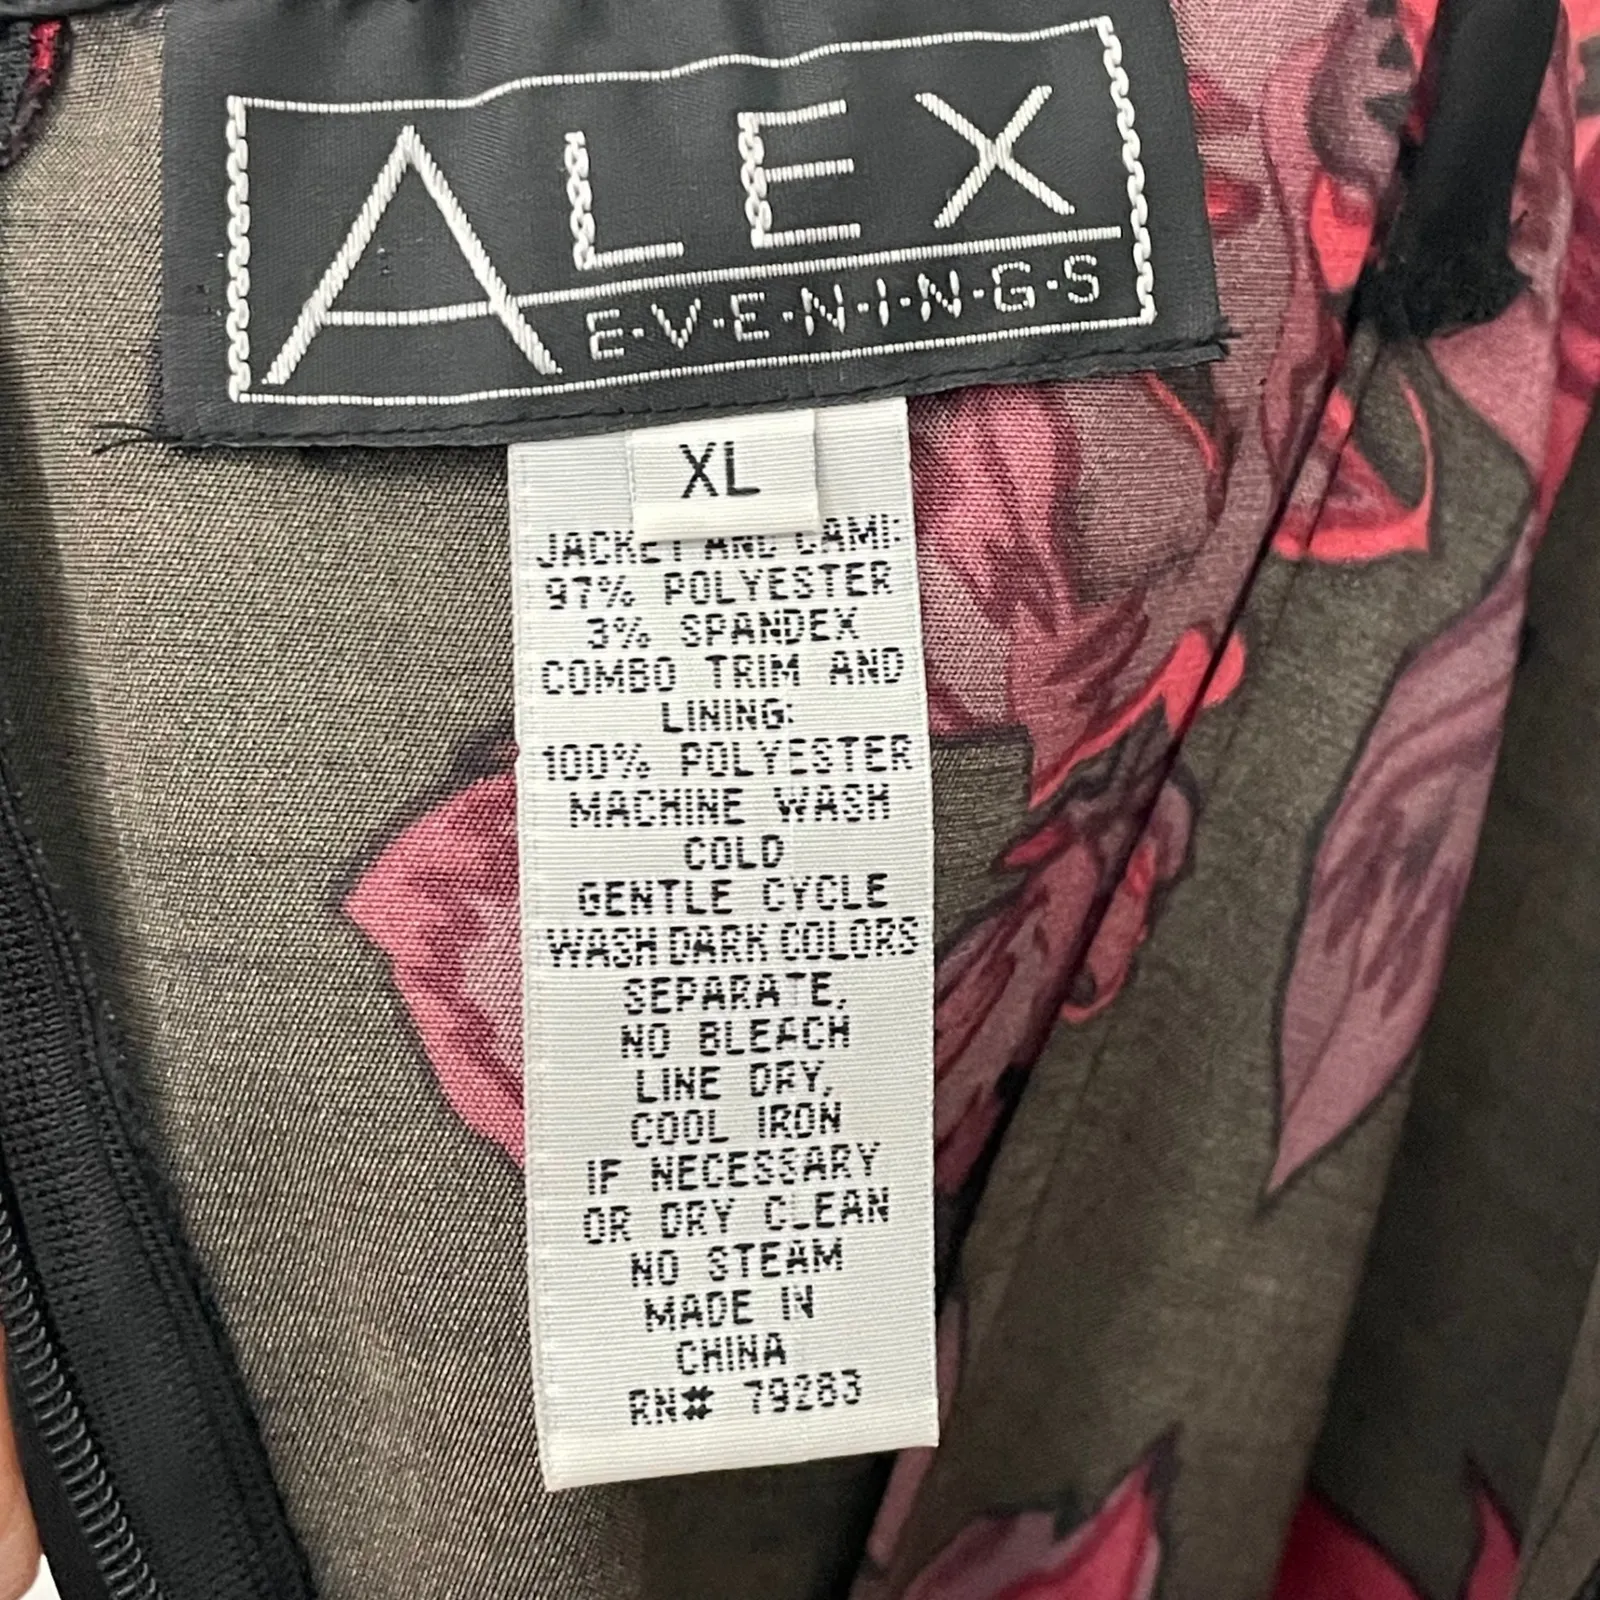 ALEX
E·V·E·N·I·N·G·S
XL
JACKET AND CAMI:
97% POLYESTER
3% SPANDEX
COMBO TRIM AND
LINING:
100% POLYESTER
MACHINE WASH
COLD
GENTLE CYCLE
WASH DARK COLORS
SEPARATE,
NO BLEACH
LINE DRY,
COOL IRON
IF NECESSARY
OR DRY CLEAN
NO STEAM
MADE IN
CHINA
RN# 79283